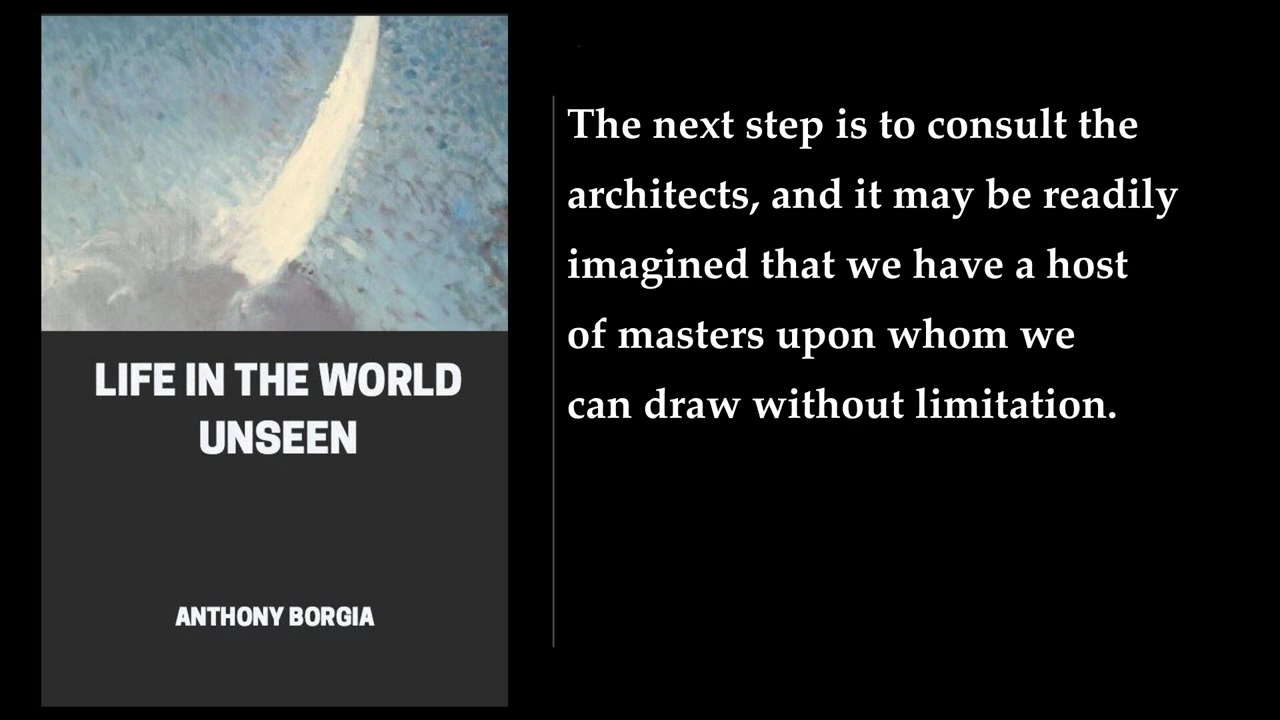 LIFE IN THE WORLD
UNSEEN
ANTHONY BORGIA
The next step is to consult the
architects, and it may be readily
imagined that we have a host
of masters upon whom we
can draw without limitation.